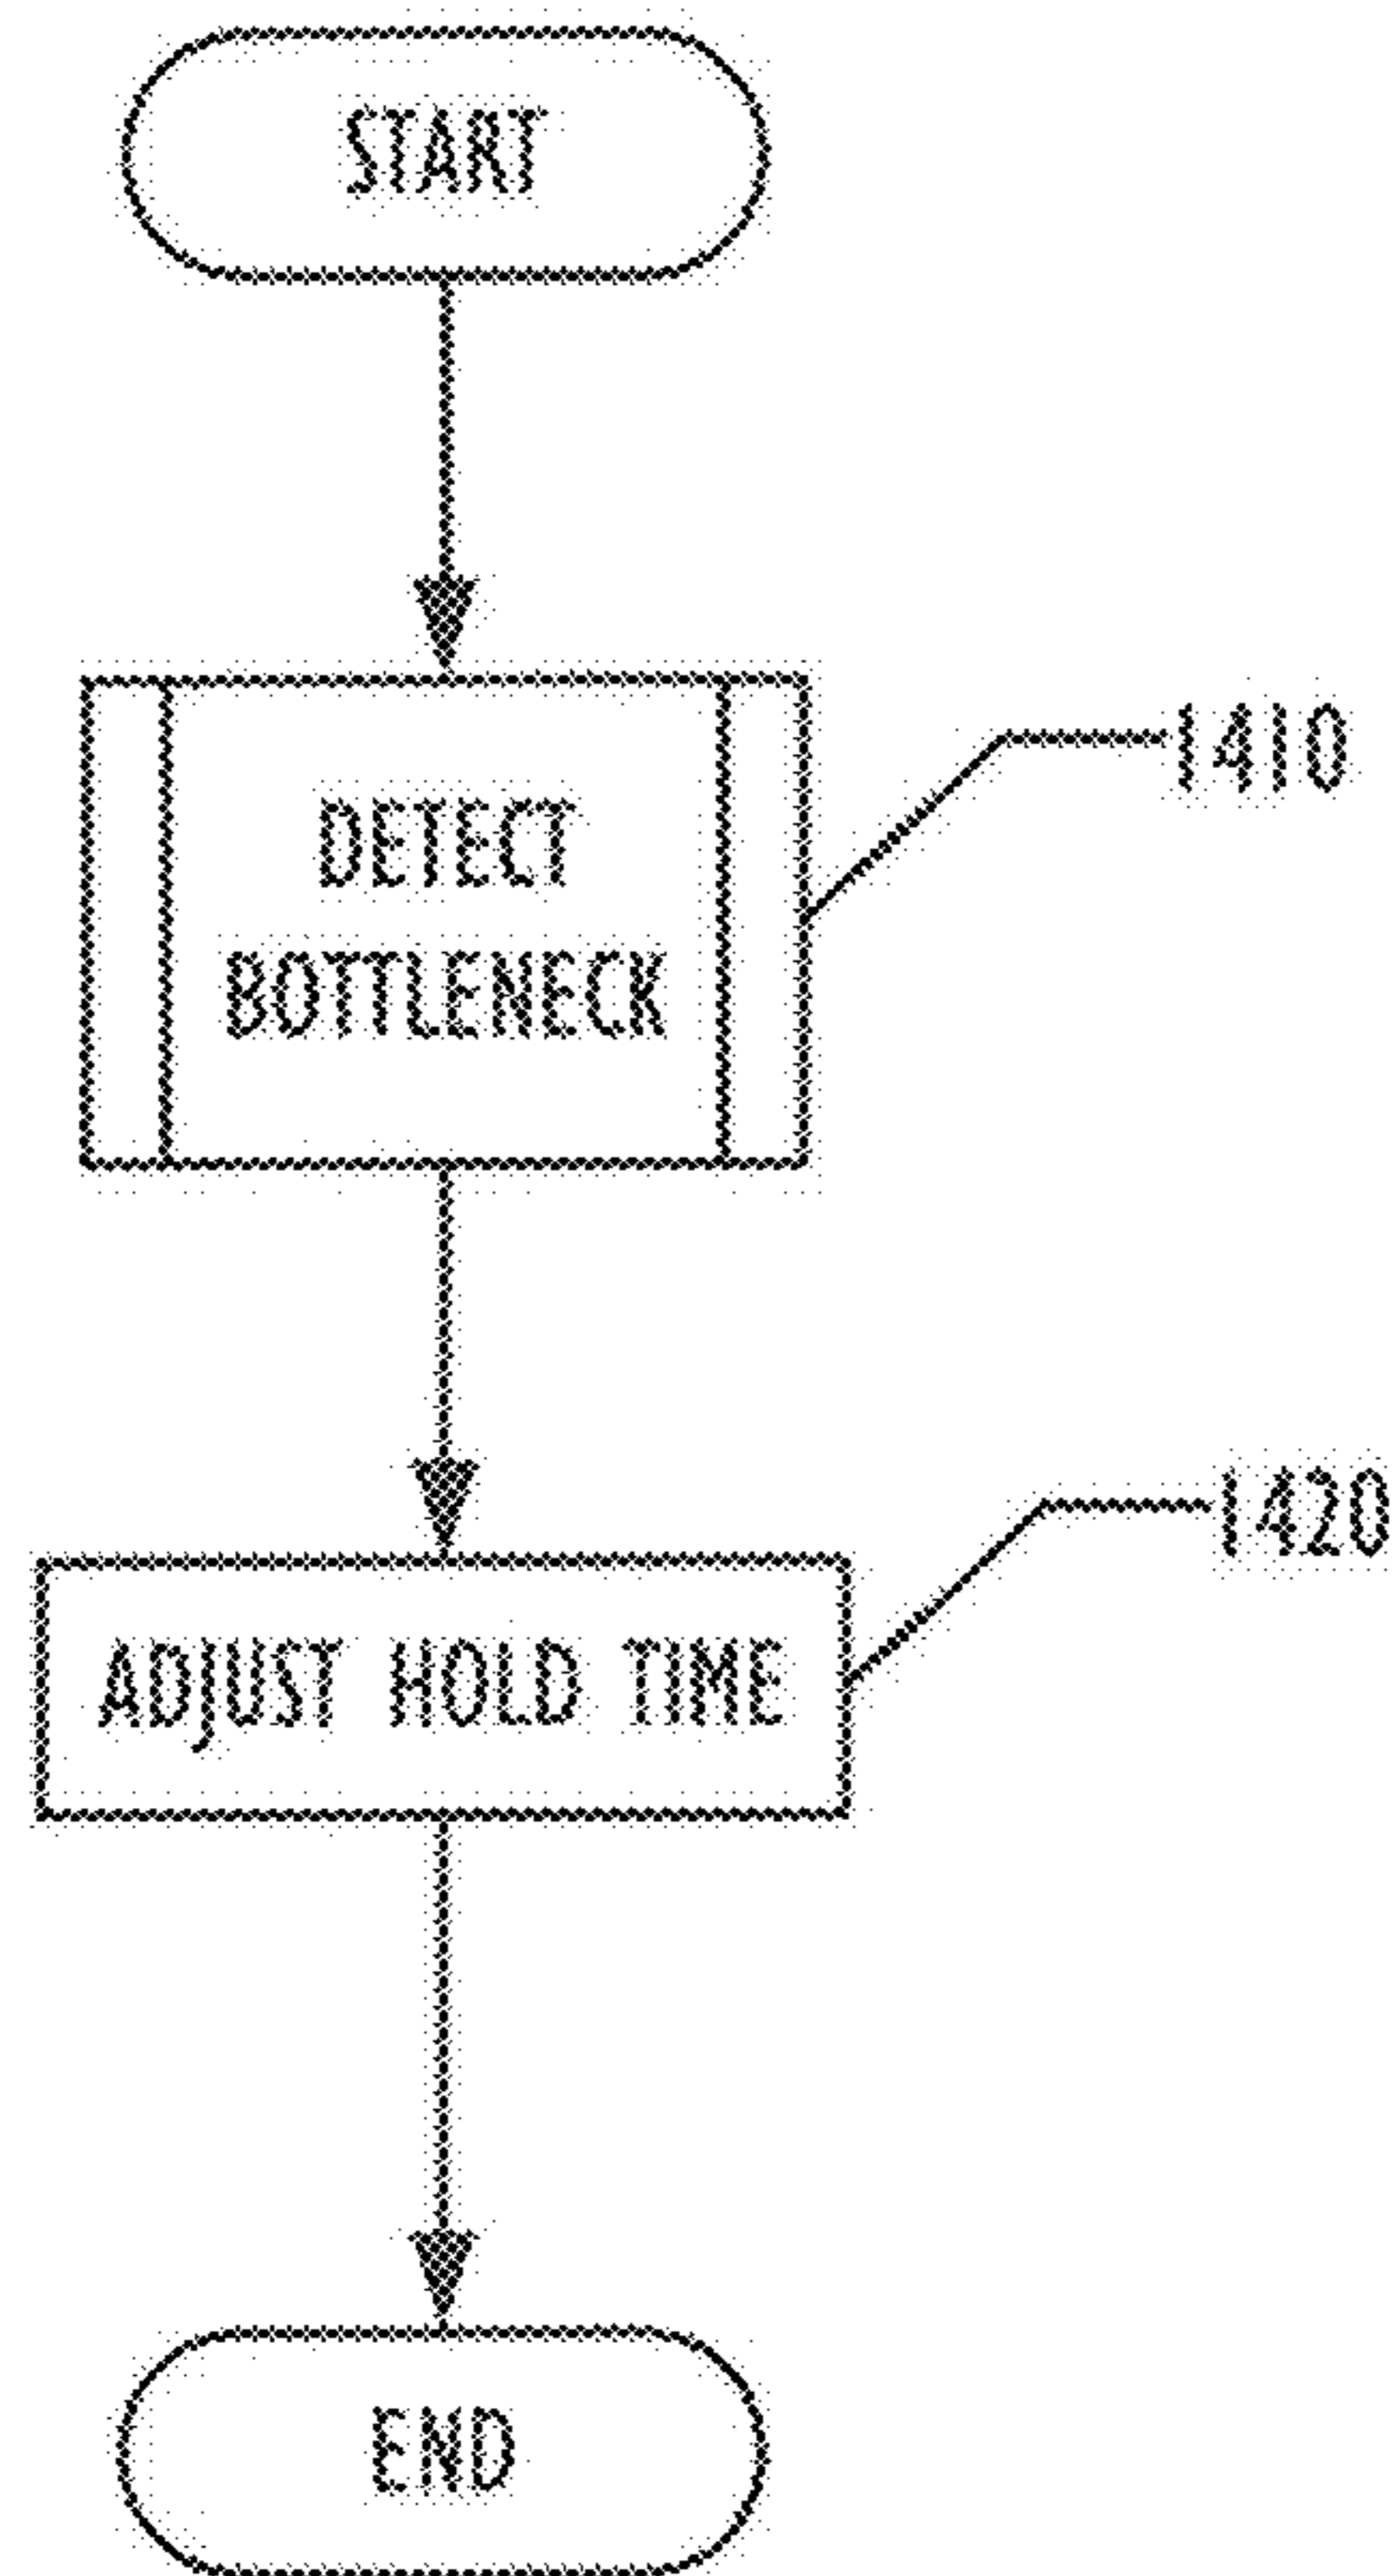 START
DETECT
BOTTLENECK
1410
ADJUST HOLD TIME
1420
END